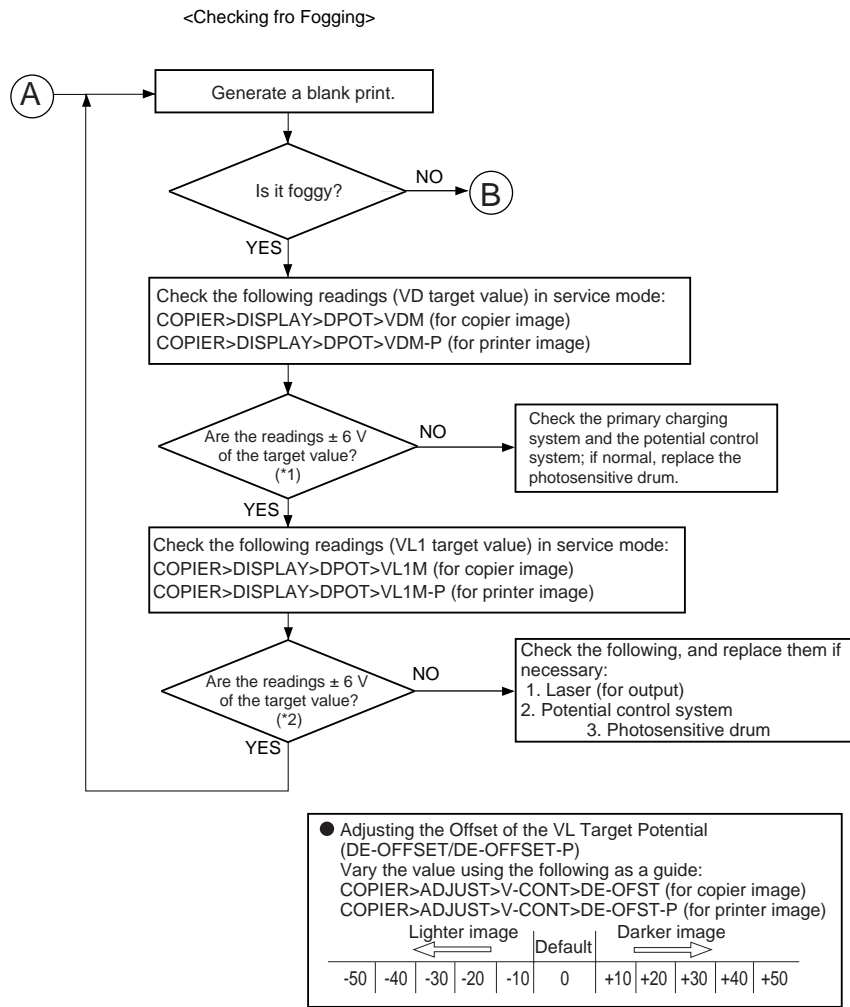 <Checking fro Fogging>
A
Generate a blank print.
Is it foggy?
NO
B
YES
Check the following readings (VD target value) in service mode:
COPIER>DISPLAY>DPOT>VDM (for copier image)
COPIER>DISPLAY>DPOT>VDM-P (for printer image)
Are the readings ± 6 V
of the target value?
(*1)
NO
Check the primary charging
system and the potential control
system; if normal, replace the
photosensitive drum.
YES
Check the following readings (VL1 target value) in service mode:
COPIER>DISPLAY>DPOT>VL1M (for copier image)
COPIER>DISPLAY>DPOT>VL1M-P (for printer image)
Are the readings ± 6 V
of the target value?
(*2)
NO
Check the following, and replace them if
necessary:
1. Laser (for output)
2. Potential control system
3. Photosensitive drum
YES
● Adjusting the Offset of the VL Target Potential
(DE-OFFSET/DE-OFFSET-P)
Vary the value using the following as a guide:
COPIER>ADJUST>V-CONT>DE-OFST (for copier image)
COPIER>ADJUST>V-CONT>DE-OFST-P (for printer image)
Lighter image Default Darker image
-50 -40 -30 -20 -10 0 +10 +20 +30 +40 +50